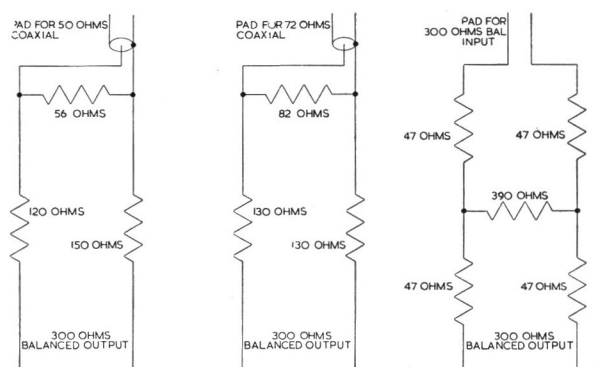 PAD FOR 50 OHMS
COAXIAL
56 OHMS
120 OHMS
150 OHMS
300 OHMS
BALANCED OUTPUT
PAD FOR 72 OHMS
COAXIAL
82 OHMS
130 OHMS
130 OHMS
300 OHMS
BALANCED OUTPUT
PAD FOR
300 OHMS BAL
INPUT
47 OHMS
47 OHMS
390 OHMS
47 OHMS
47 OHMS
300 OHMS
BALANCED OUTPUT